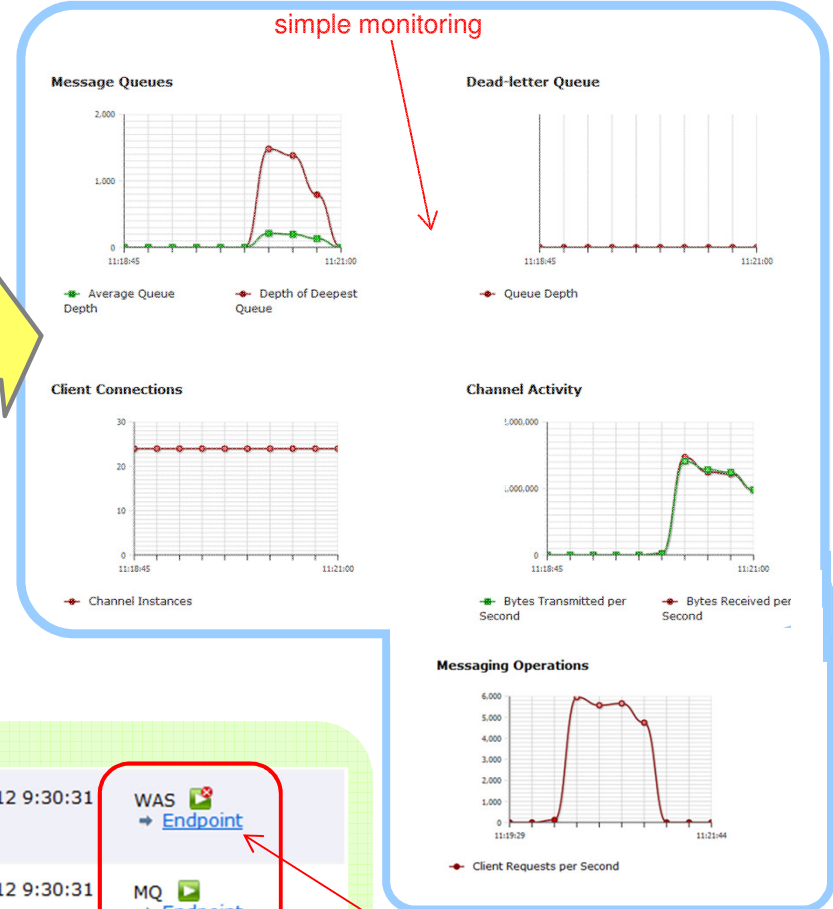 simple monitoring
Message Queues
2,000
1,000
0
11:18:45
11:21:00
Average Queue Depth
Depth of Deepest Queue
Dead-letter Queue
11:18:45
11:21:00
Queue Depth
Client Connections
30
20
10
0
11:18:45
11:21:00
Channel Instances
Channel Activity
,000,000
,000,000
0
11:18:45
11:21:00
Bytes Transmitted per Second
Bytes Received per Second
Messaging Operations
6,000
5,000
4,000
3,000
2,000
1,000
0
11:19:29
11:21:44
Client Requests per Second
12 9:30:31
WAS
Endpoint
12 9:30:31
MQ
Endpoint